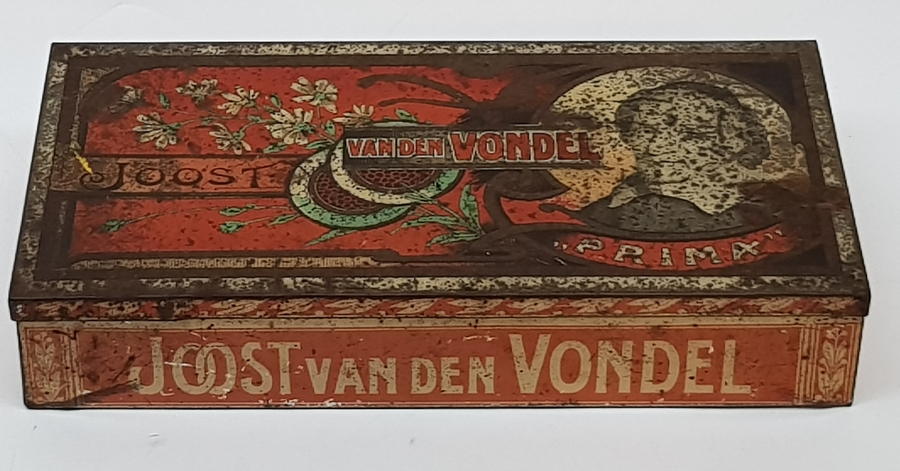 JOOST
VAN DEN VONDEL
„PRIMA"
JOOST VAN DEN VONDEL